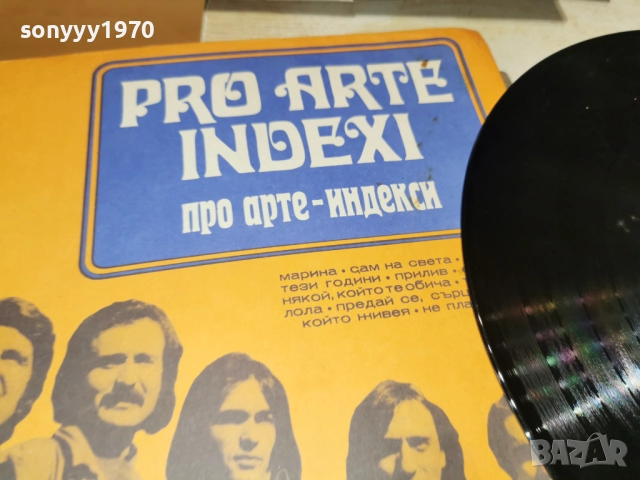 sonyyy1970
PRO ARTE
INDEXI
про арте-индекси
марина • сам на света •
тези години • прилив •
някой, който те обича •
лола • предай се, сърц
който живея • не пла
BAZAR